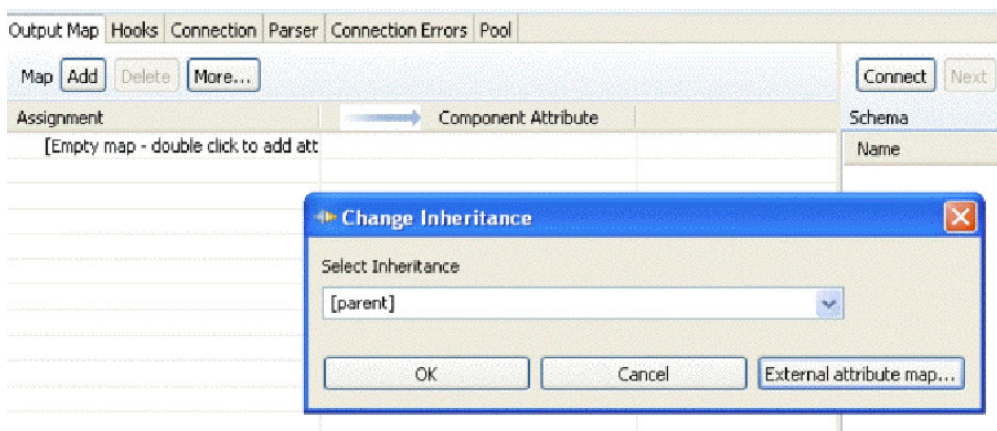 Output Map Hooks Connection Parser Connection Errors Pool
Map Add Delete More... Connect Next
Assignment Component Attribute Schema
[Empty map - double click to add att Name
Change Inheritance
Select Inheritance
[parent]
OK Cancel External attribute map...